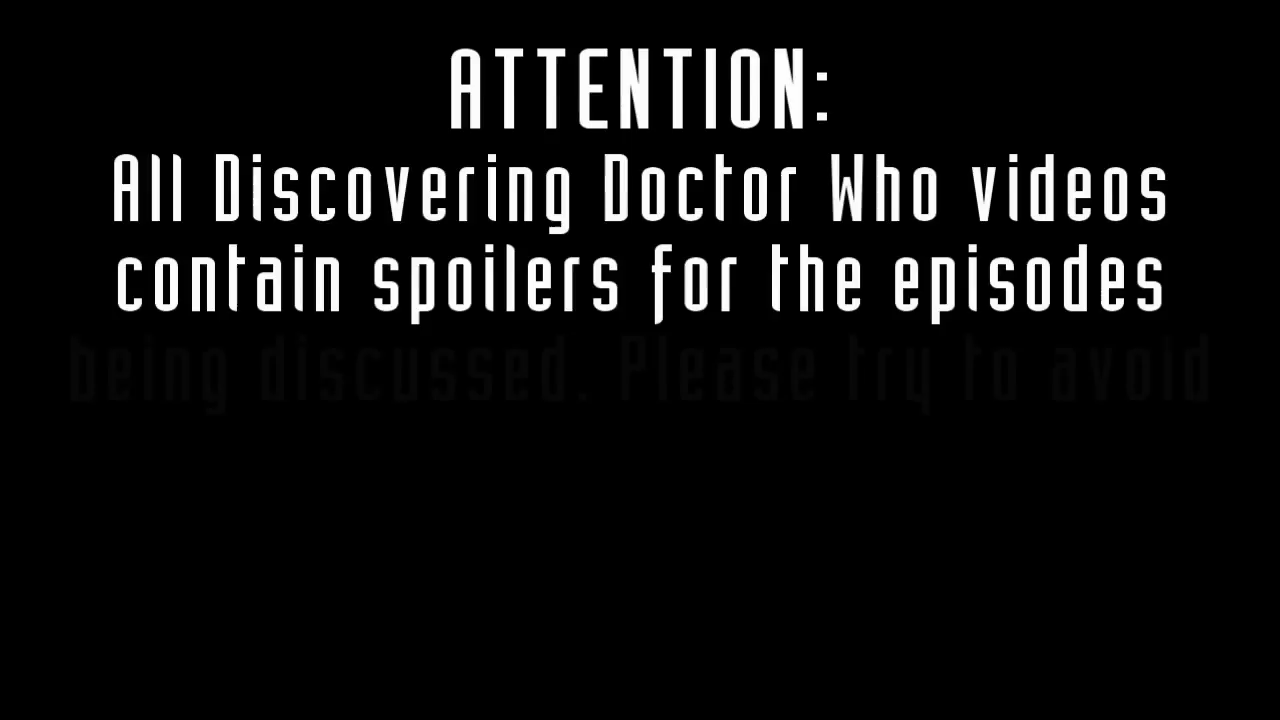 ATTENTION:
All Discovering Doctor Who videos
contain spoilers for the episodes
being discussed. Please try to avoid